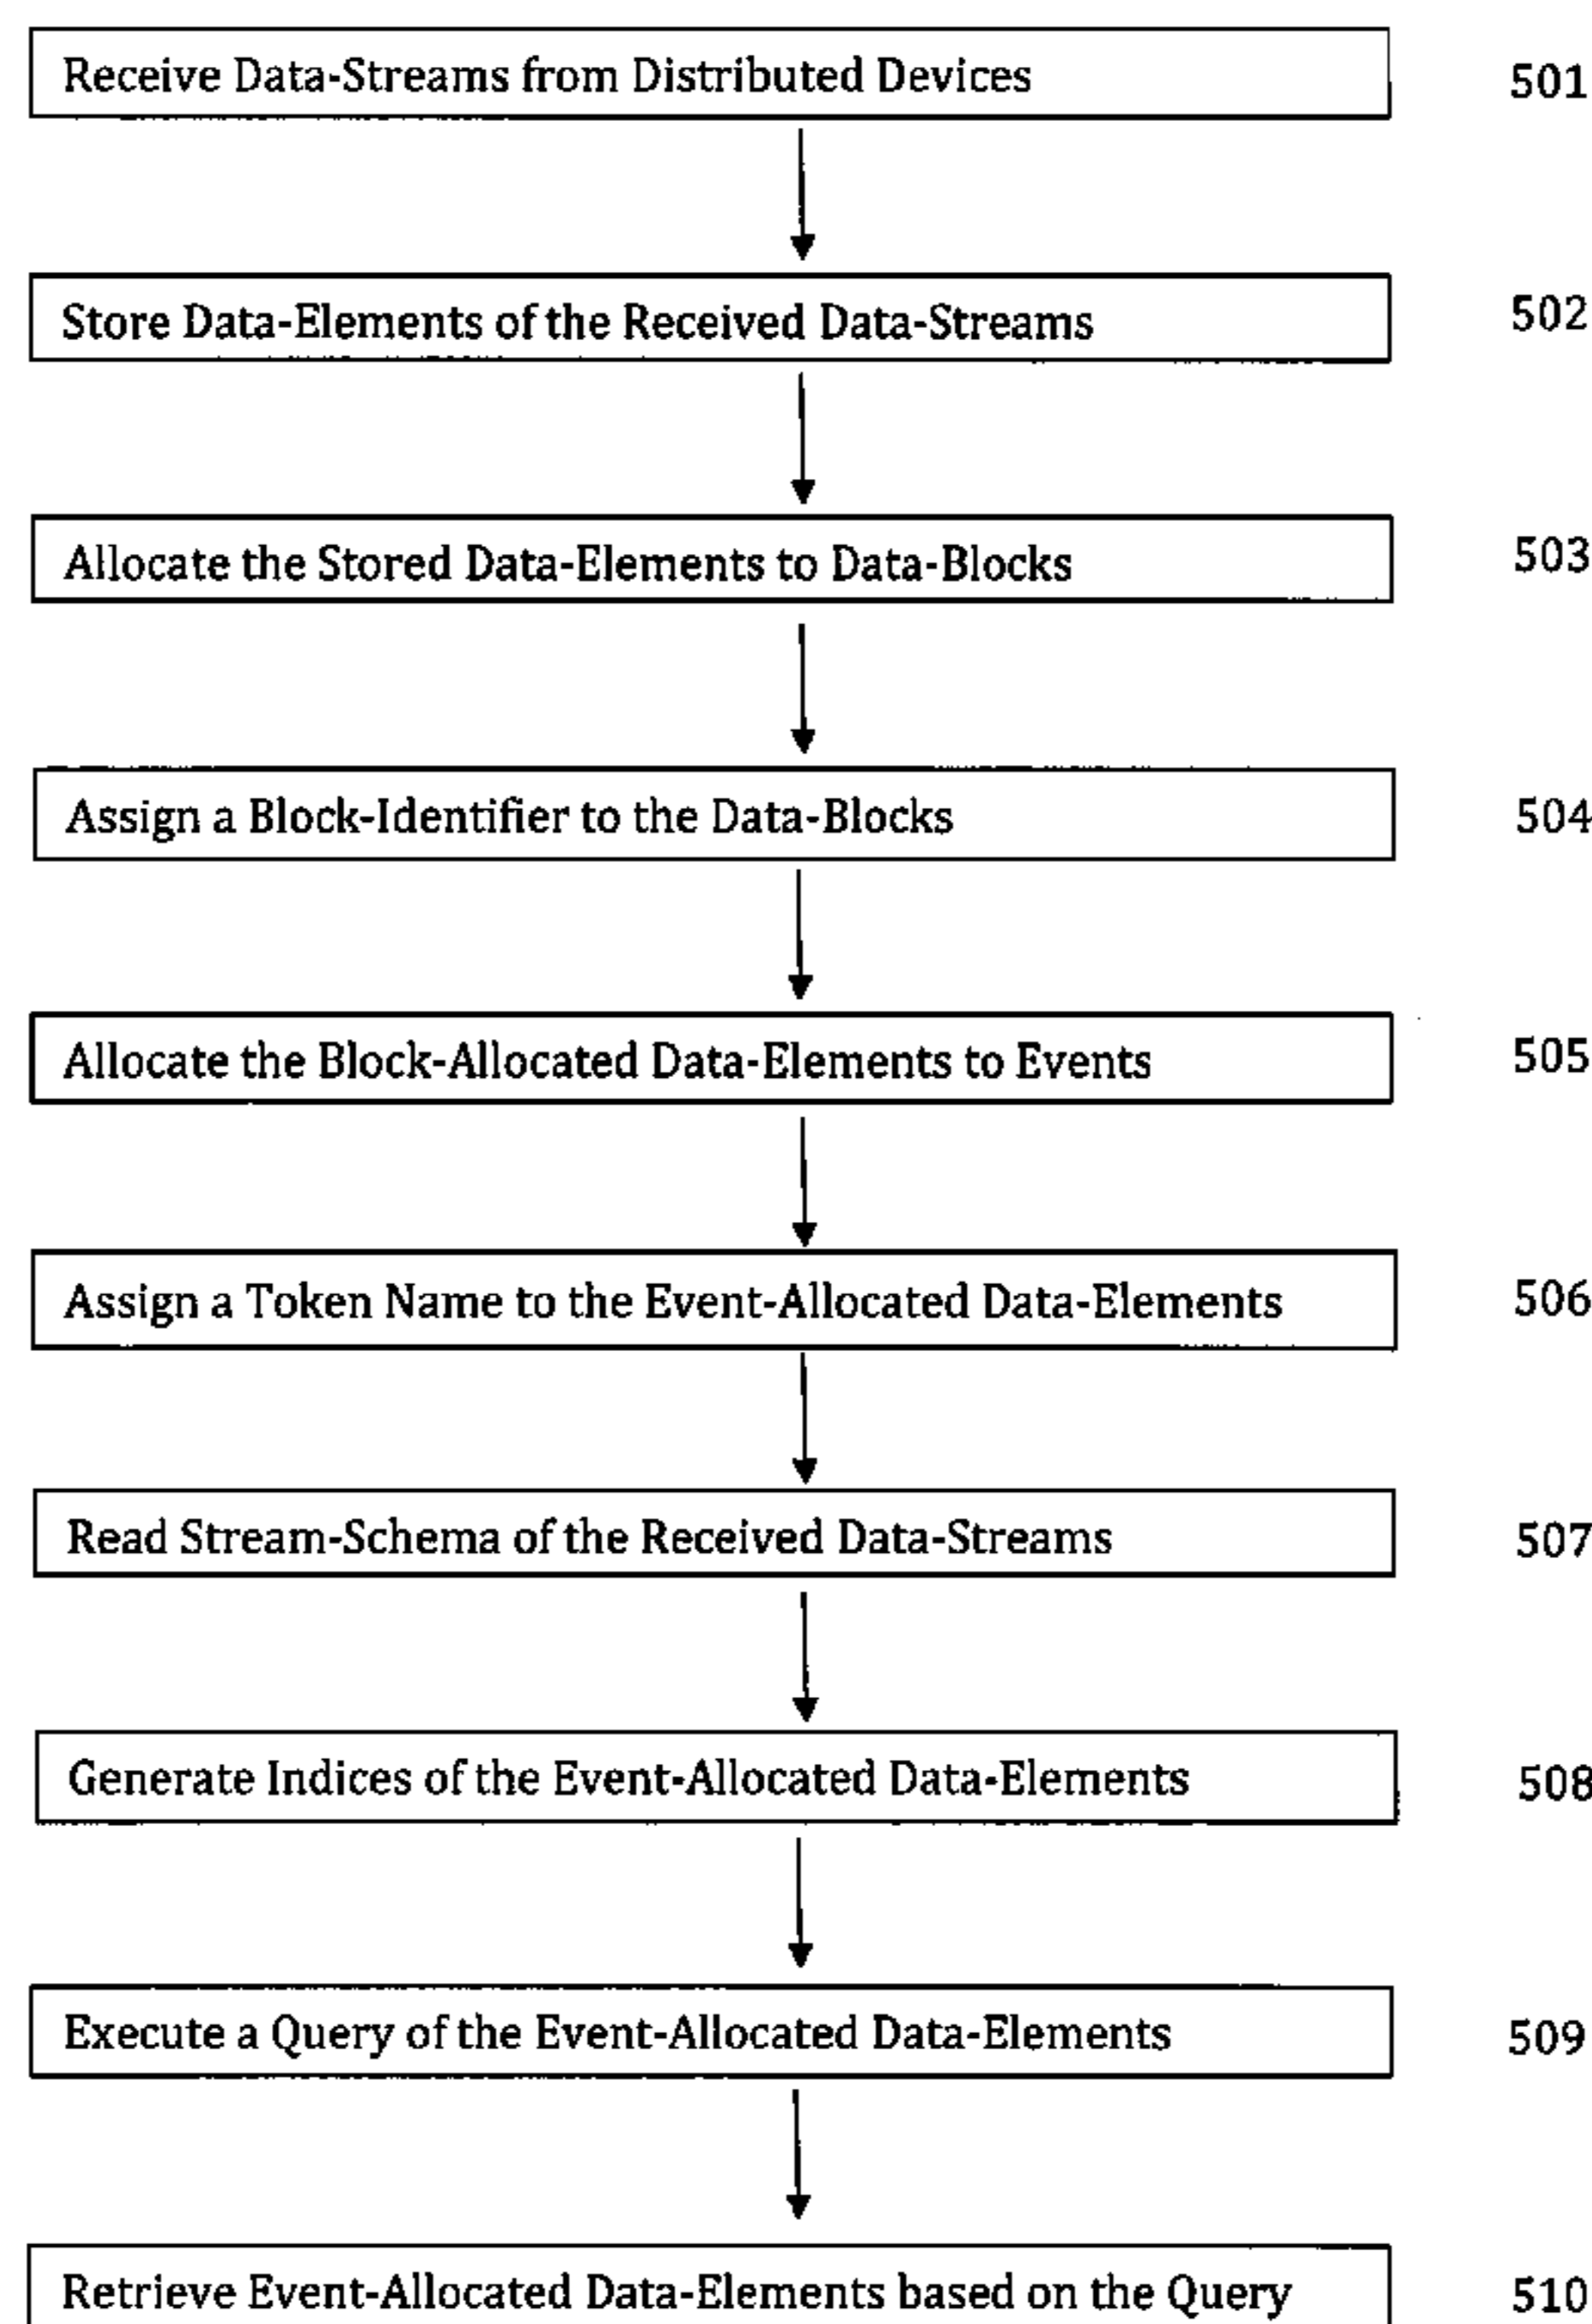 Receive Data-Streams from Distributed Devices 501
Store Data-Elements of the Received Data-Streams 502
Allocate the Stored Data-Elements to Data-Blocks 503
Assign a Block-Identifier to the Data-Blocks 504
Allocate the Block-Allocated Data-Elements to Events 505
Assign a Token Name to the Event-Allocated Data-Elements 506
Read Stream-Schema of the Received Data-Streams 507
Generate Indices of the Event-Allocated Data-Elements 508
Execute a Query of the Event-Allocated Data-Elements 509
Retrieve Event-Allocated Data-Elements based on the Query 510